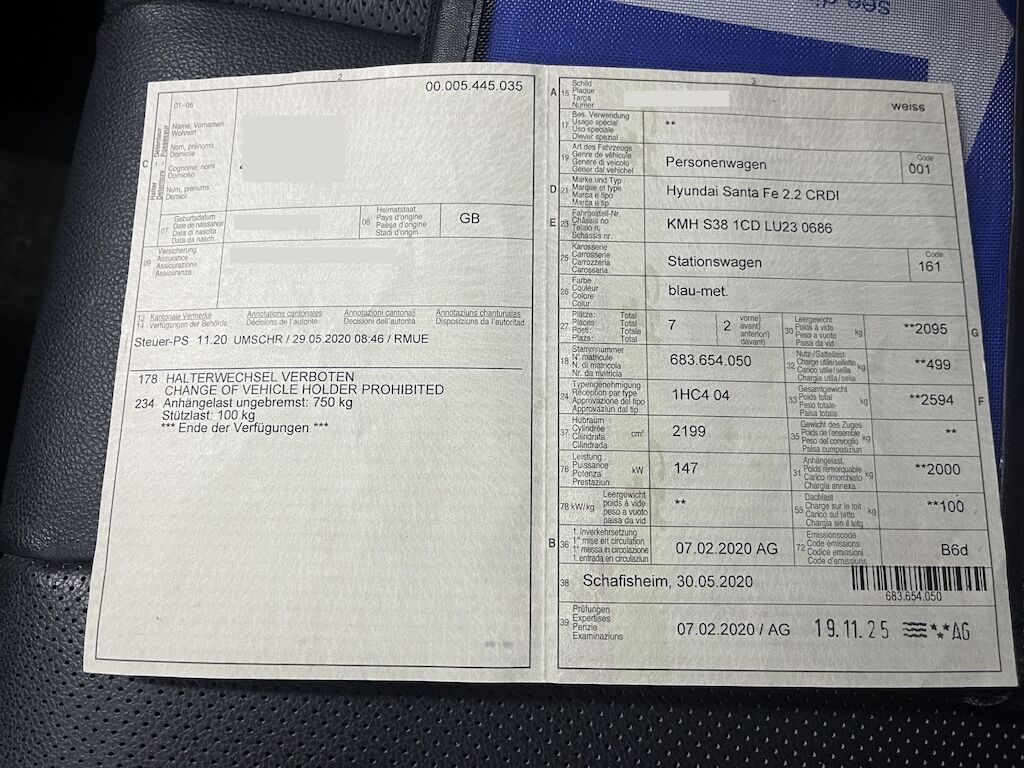 see di
2
00.005.445.035
01-06
C
Halter Détenteur
Detentore Possessur
Name, Vornamen
Wohnort
Nom, prénoms
Domicile
Cognome, nomi
Domicilio
Num, prenums
Domicil
07
Geburtsdatum
Date de naissance
Data di nascita
Data da nasch.
08
Heimatstaat
Pays d'origine
Paese d'origine
Stadi d'origin
GB
09
Versicherung
Assurance
Assicurazione
Assicuranza
13 Kantonale Vermerke Annotations cantonales Annotazioni cantonali Annotaziuns chantunalas
14 Verfügungen der Behörde Décisions de l'autorité Decisioni dell'autorità Disposiziuns da l'autoritad
Steuer-PS 11.20 UMSCHR / 29.05.2020 08:46 / RMUE
178 HALTERWECHSEL VERBOTEN
CHANGE OF VEHICLE HOLDER PROHIBITED
234 Anhängelast ungebremst: 750 kg
Stützlast: 100 kg
*** Ende der Verfügungen ***
3
A 15
Schild
Plaque
Targa
Numer
weiss
17
Bes. Verwendung
Usage spécial
Uso speciale
Diever spezial
**
19
Art des Fahrzeugs
Genre de véhicule
Genere di veicolo
Gener dal vehichel
Personenwagen
Code
001
D 21
Marke und Typ
Marque et type
Marca e tipo
Marca e tip
Hyundai Santa Fe 2.2 CRDI
E 23
Fahrgestell-Nr.
Châssis no
Telaio n.
Schassis nr.
KMH S38 1CD LU23 0686
25
Karosserie
Carrosserie
Carrozzeria
Carossaria
Stationswagen
Code
161
26
Farbe
Couleur
Colore
Colur
blau-met.
27
Plätze: Total
Places: Total
Posti: Totale
Plazs: Total
7
2
vorne)
avant)
anteriori)
davant)
30
Leergewicht
Poids à vide
Peso a vuoto
Paisa da vid
kg
**2095
G
18
Stammnummer
N° matricule
N. di matricola
Nr. da matricla
683.654.050
32
Nutz-/Sattellast
Charge utile/sellette
Carico utile/sella
Chargia utila/sella
kg
**499
24
Typengenehmigung
Réception par type
Approvazione del tipo
Approvaziun dal tip
1HC4 04
33
Gesamtgewicht
Poids total
Peso totale
Paisa totala
kg
**2594
F
37
Hubraum
Cylindrée
Cilindrata
Cilindrada
cm³
2199
35
Gewicht des Zuges
Poids de l'ensemble
Peso del convoglio
Paisa cumposiziun
kg
**
76
Leistung
Puissance
Potenza
Prestaziun
kW
147
31
Anhängelast
Poids remorquable
Carico rimorchiato
Chargia annexa
kg
**2000
78 kW/kg
Leergewicht
poids à vide
peso a vuoto
paisa da vid
**
55
Dachlast
Charge sur le toit
Carico sul tetto
Chargia sin il tetg
kg
**100
B 36
1. Inverkehrsetzung
1re mise en circulation
1a messa in circolazione
1. entrada en circulaziun
07.02.2020 AG
72
Emissionscode
Code émissions
Codice emissioni
Code d'emissiuns
B6d
38
Schafisheim, 30.05.2020
683.654.050
39
Prüfungen
Expertises
Perizie
Examinaziuns
07.02.2020 / AG
19.11.25
AG